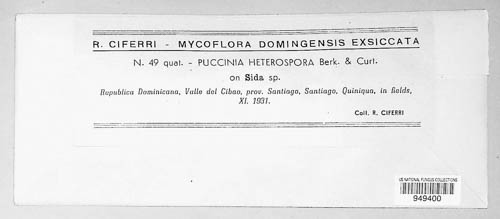 R. CIFERRI - MYCOFLORA DOMINGENSIS EXSICCATA
N. 49 quat. - PUCCINIA HETEROSPORA Berk. & Curt.
on Sida sp.
Republica Dominicana, Valle del Cibao, prov. Santiago, Santiago, Quinigua, in fields,
XI. 1931.
Coll. R. CIFERRI
US NATIONAL FUNGUS COLLECTIONS
949400